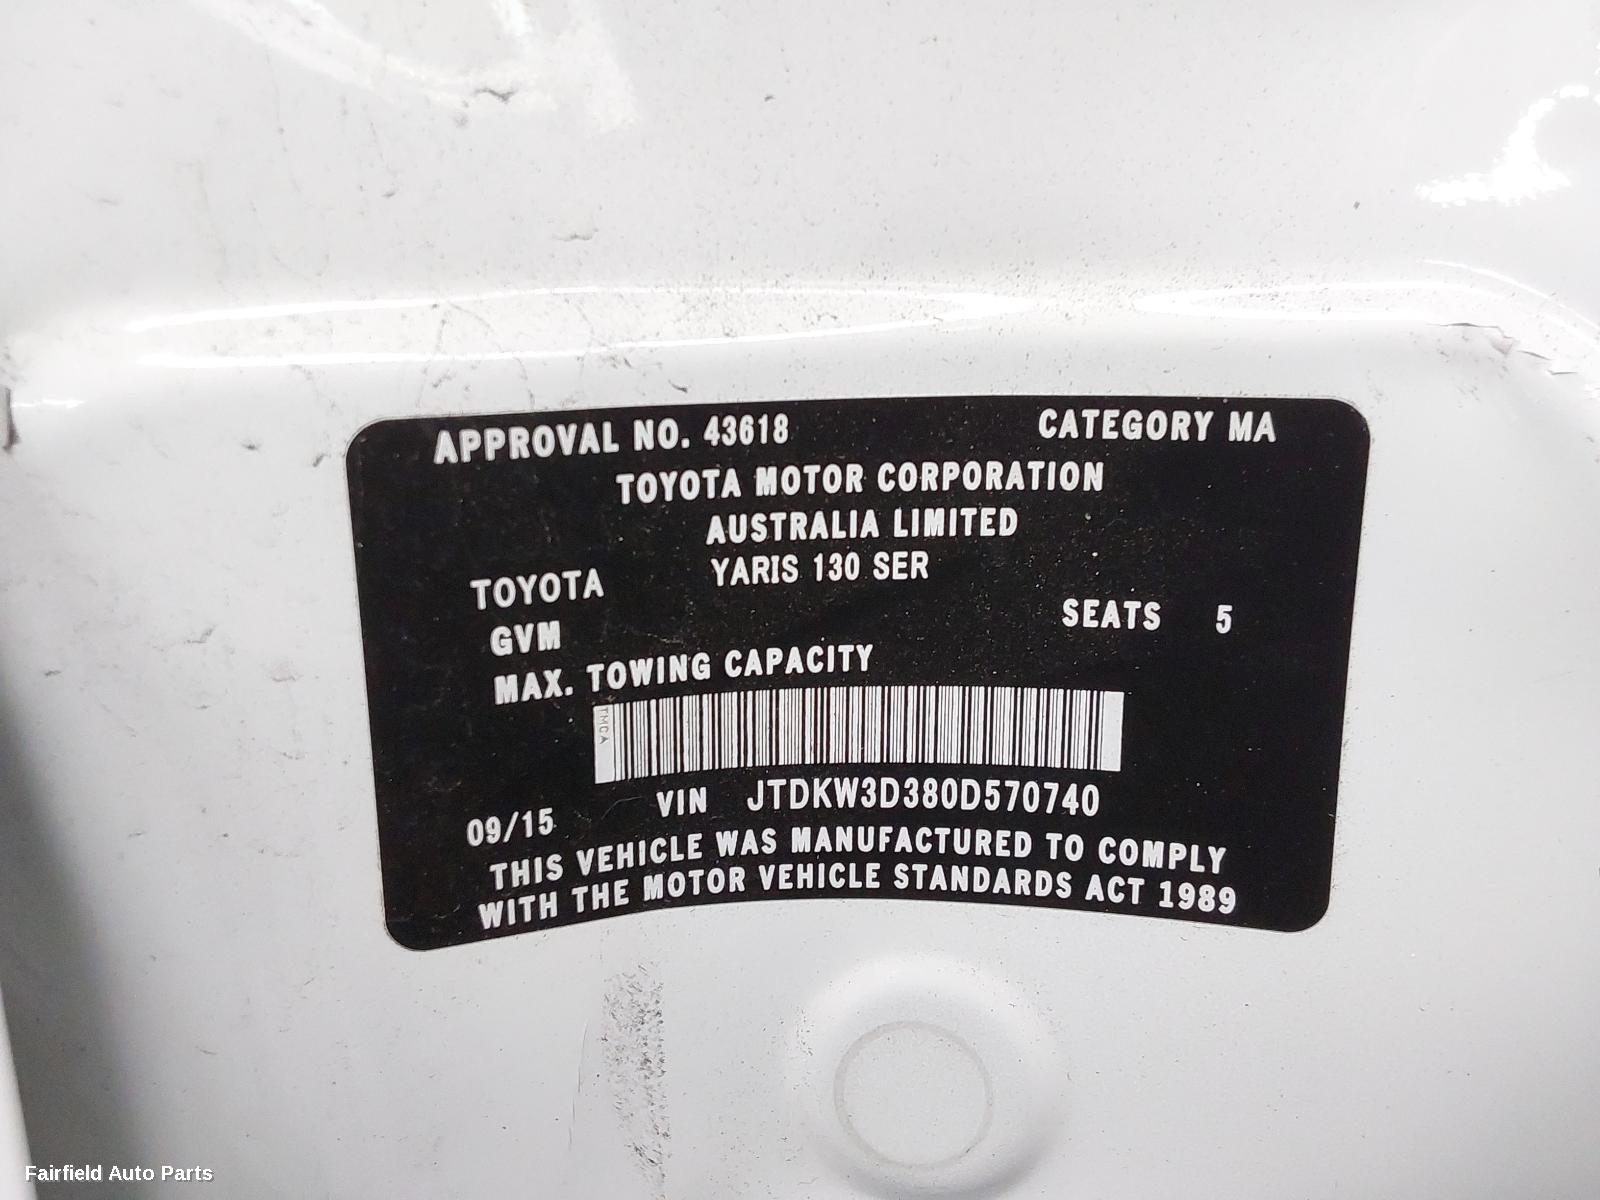 APPROVAL NO. 43618 CATEGORY MA
TOYOTA MOTOR CORPORATION
AUSTRALIA LIMITED
TOYOTA YARIS 130 SER
GVM SEATS 5
MAX. TOWING CAPACITY
TMCA
09/15 VIN JTDKW3D380D570740
THIS VEHICLE WAS MANUFACTURED TO COMPLY
WITH THE MOTOR VEHICLE STANDARDS ACT 1989
Fairfield Auto Parts